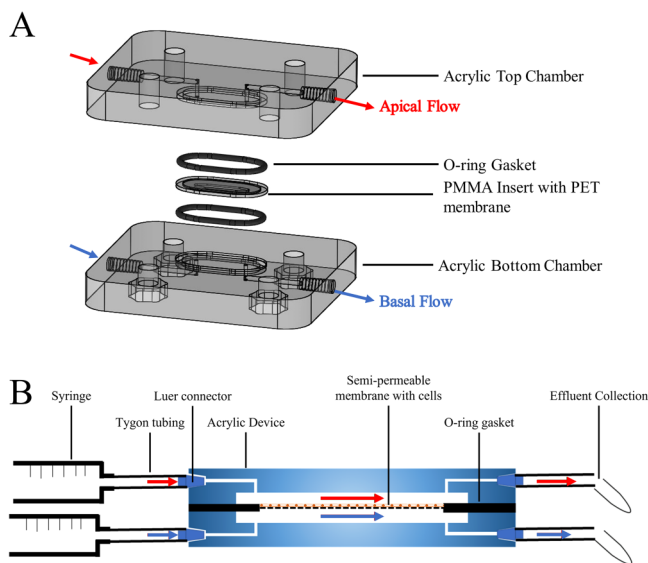 A
Acrylic Top Chamber
Apical Flow
O-ring Gasket
PMMA Insert with PET
membrane
Acrylic Bottom Chamber
Basal Flow
B
Syringe
Tygon tubing
Luer connector
Acrylic Device
Semi-permeable
membrane with cells
O-ring gasket
Effluent Collection